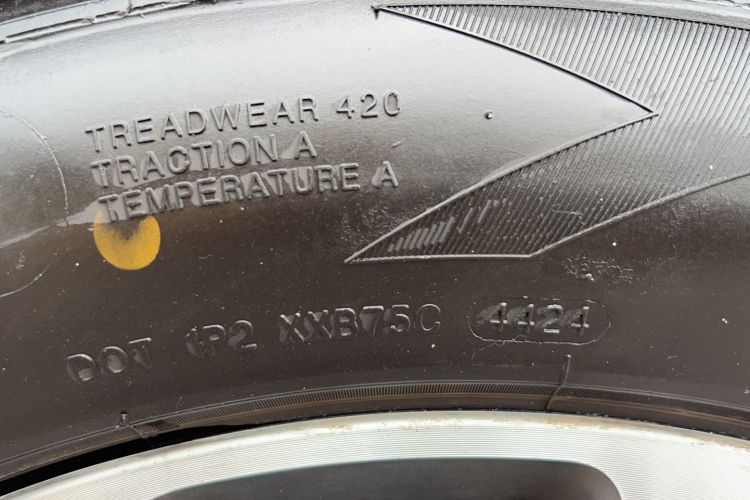 TREADWEAR 420
TRACTION A
TEMPERATURE A
DOT 1P2 XXB75C 4424